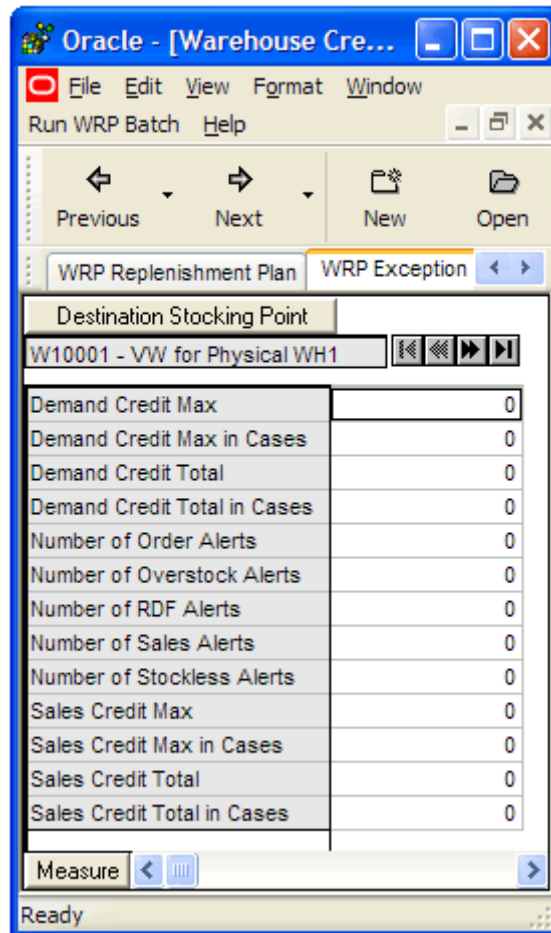 Oracle - [Warehouse Cre...
File Edit View Format Window
Run WRP Batch Help
Previous Next New Open
WRP Replenishment Plan WRP Exception
Destination Stocking Point
W10001 - VW for Physical WH1
Demand Credit Max 0
Demand Credit Max in Cases 0
Demand Credit Total 0
Demand Credit Total in Cases 0
Number of Order Alerts 0
Number of Overstock Alerts 0
Number of RDF Alerts 0
Number of Sales Alerts 0
Number of Stockless Alerts 0
Sales Credit Max 0
Sales Credit Max in Cases 0
Sales Credit Total 0
Sales Credit Total in Cases 0
Measure
Ready